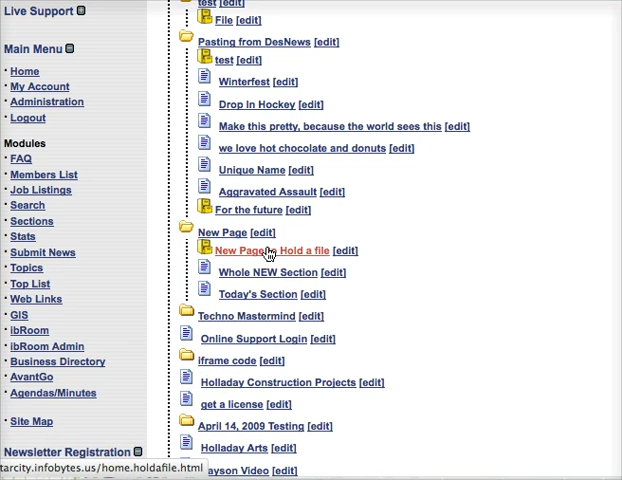 Live Support
test [edit]
File [edit]
Main Menu
Pasting from DesNews [edit]
test [edit]
Home
Winterfest [edit]
My Account
Administration
Drop In Hockey [edit]
Logout
Make this pretty, because the world sees this [edit]
Modules
we love hot chocolate and donuts [edit]
FAQ
Members List
Unique Name [edit]
Job Listings
Aggravated Assault [edit]
Search
For the future [edit]
Sections
Stats
New Page [edit]
Submit News
New Page to Hold a file [edit]
Topics
Top List
Whole NEW Section [edit]
Web Links
Today's Section [edit]
GIS
Techno Mastermind [edit]
ibRoom
Online Support Login [edit]
ibRoom Admin
Business Directory
iframe code [edit]
AvantGo
Holladay Construction Projects [edit]
Agendas/Minutes
get a license [edit]
Site Map
April 14, 2009 Testing [edit]
Newsletter Registration
Holladay Arts [edit]
tarcity.infobytes.us/home.holdafile.html
ayson Video [edit]